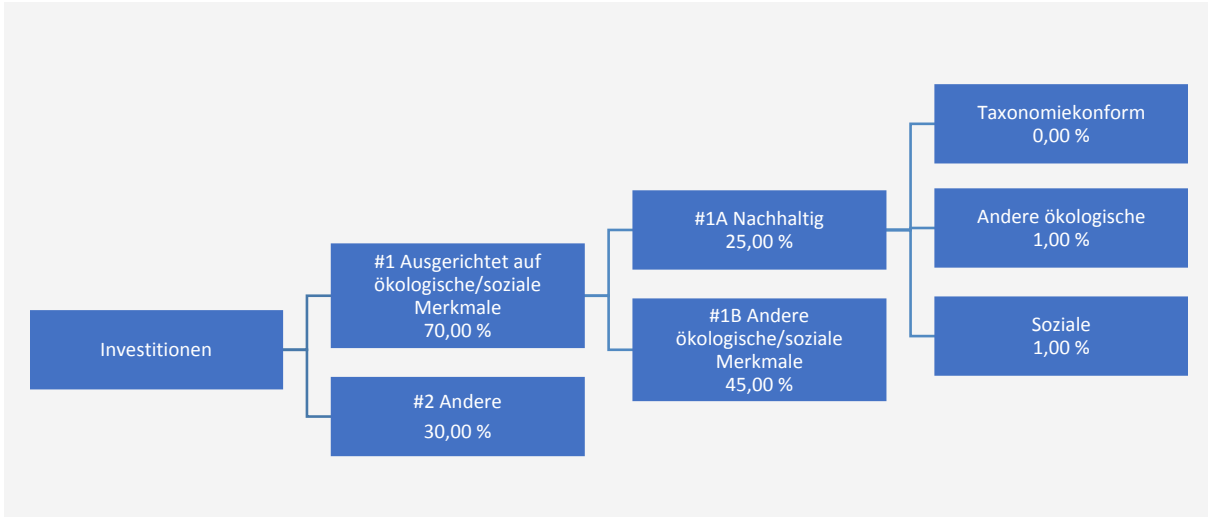 Investitionen
#1 Ausgerichtet auf
ökologische/soziale
Merkmale
70,00 %
#2 Andere
30,00 %
#1A Nachhaltig
25,00 %
#1B Andere
ökologische/soziale
Merkmale
45,00 %
Taxonomiekonform
0,00 %
Andere ökologische
1,00 %
Soziale
1,00 %